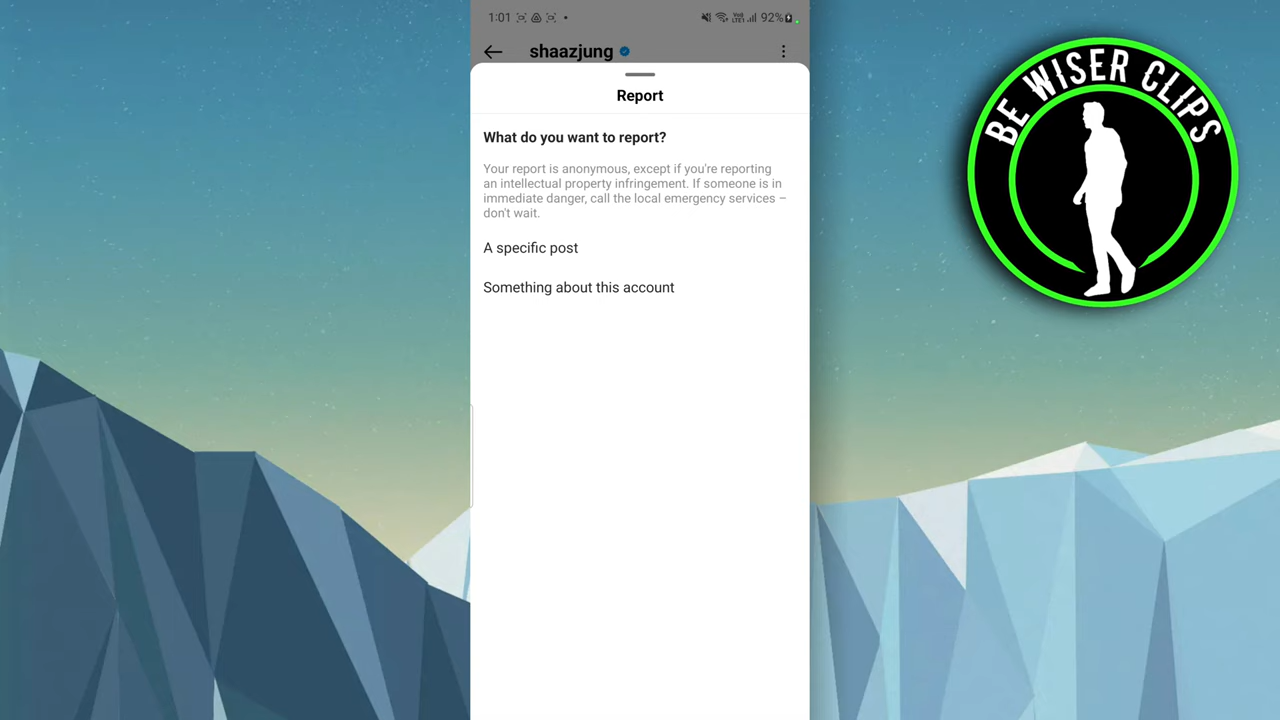 1:01
92%
shaazjung
Report
What do you want to report?
Your report is anonymous, except if you're reporting
an intellectual property infringement. If someone is in
immediate danger, call the local emergency services –
don't wait.
A specific post
Something about this account
BE WISER CLIPS